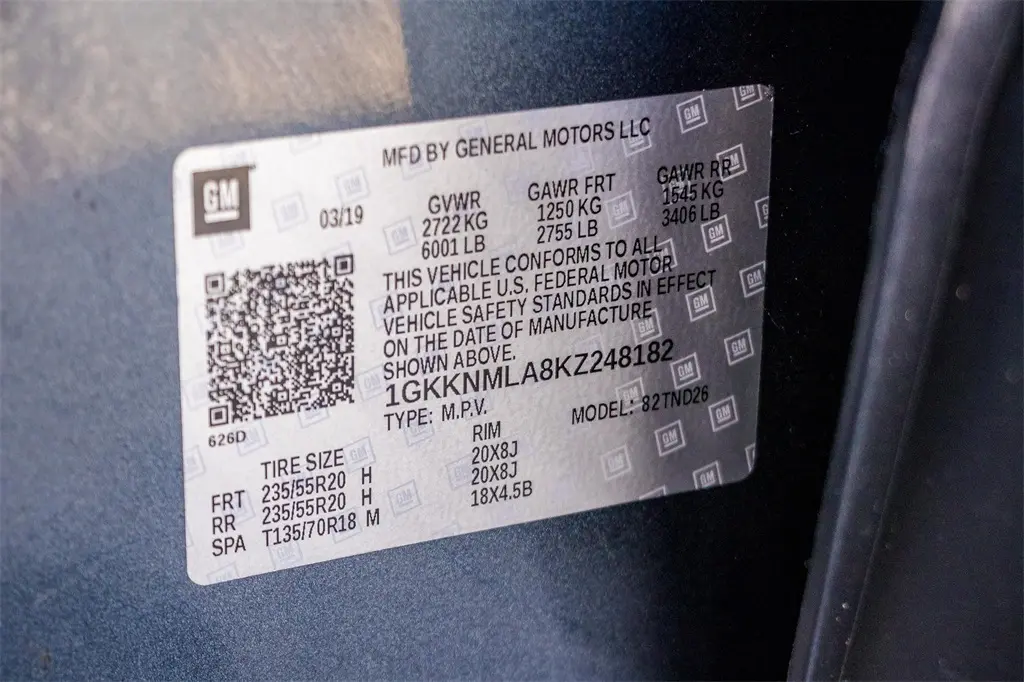 GM
MFD BY GENERAL MOTORS LLC
03/19
GVWR GAWR FRT GAWR RR
2722 KG 1250 KG 1545 KG
6001 LB 2755 LB 3406 LB
THIS VEHICLE CONFORMS TO ALL
APPLICABLE U.S. FEDERAL MOTOR
VEHICLE SAFETY STANDARDS IN EFFECT
ON THE DATE OF MANUFACTURE
SHOWN ABOVE.
1GKKNMLA8KZ248182
TYPE: M.P.V. MODEL: 82TND26
626D
TIRE SIZE RIM
FRT 235/55R20 H 20X8J
RR 235/55R20 H 20X8J
SPA T135/70R18 M 18X4.5B